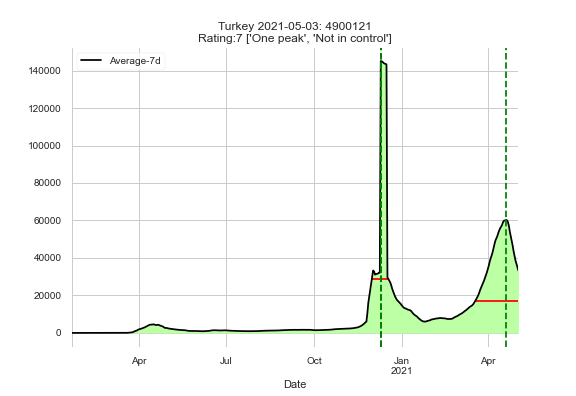 Turkey 2021-05-03: 4900121
Rating:7 ['One peak', 'Not in control']
Average-7d
140000
120000
100000
80000
60000
40000
20000
0
Apr
Jul
Oct
Jan
2021
Apr
Date